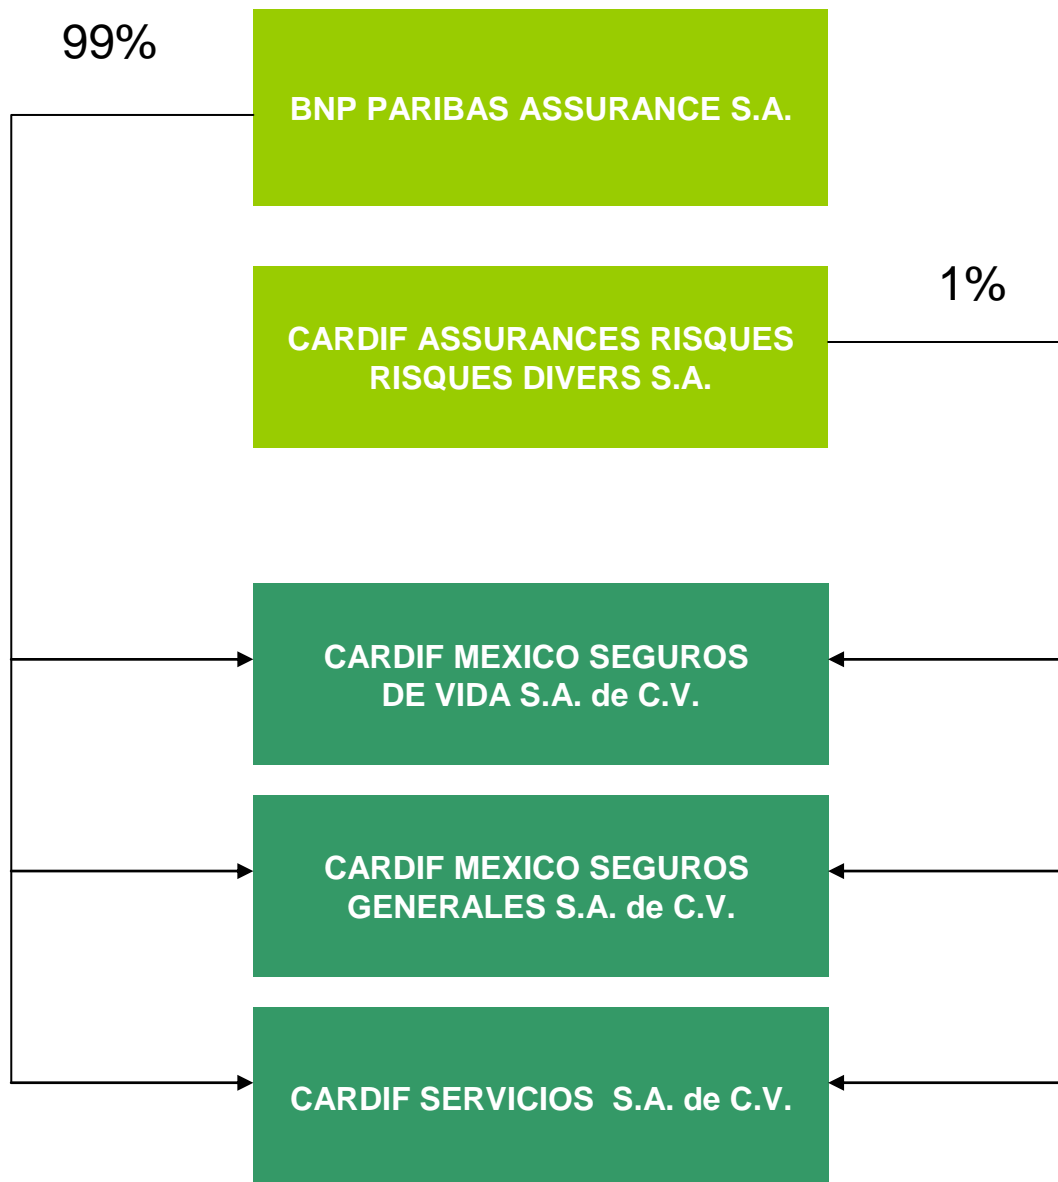 99%
BNP PARIBAS ASSURANCE S.A.
1%
CARDIF ASSURANCES RISQUES
RISQUES DIVERS S.A.
CARDIF MEXICO SEGUROS
DE VIDA S.A. de C.V.
CARDIF MEXICO SEGUROS
GENERALES S.A. de C.V.
CARDIF SERVICIOS  S.A. de C.V.